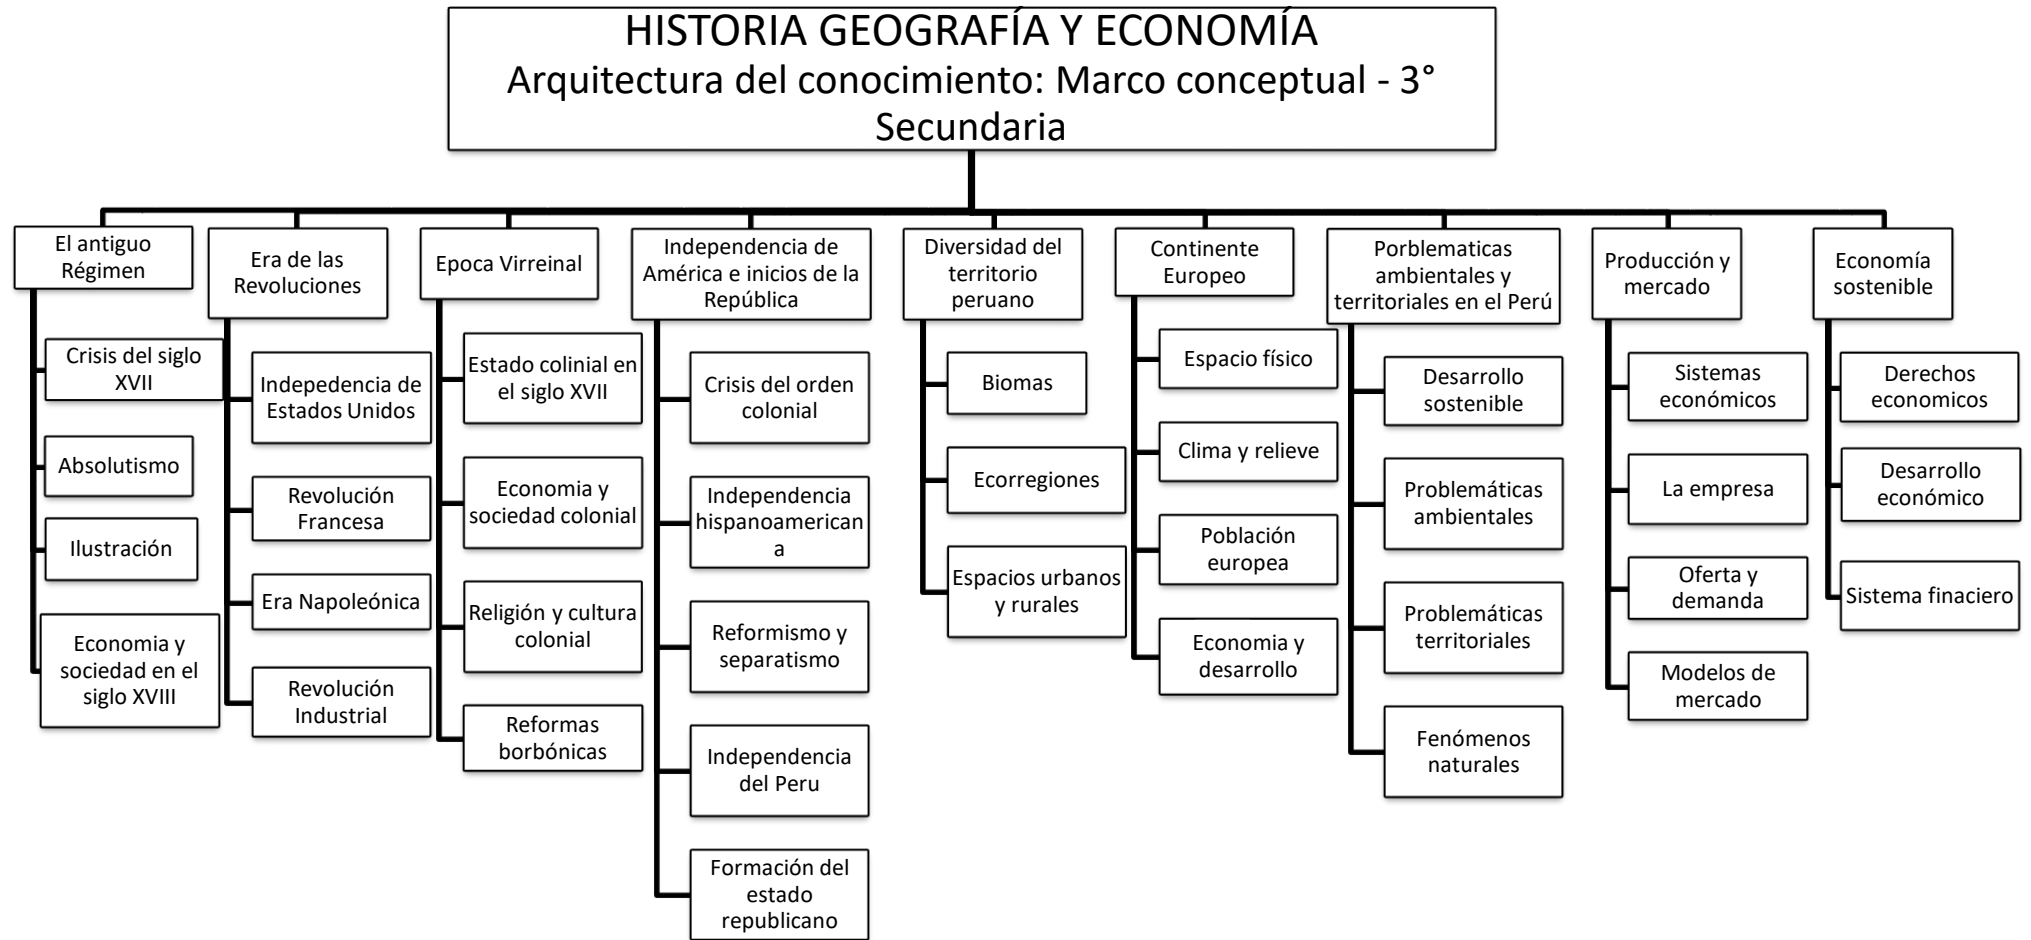 HISTORIA GEOGRAFÍA Y ECONOMÍA
Arquitectura del conocimiento: Marco conceptual - 3°
Secundaria
El antiguo
Régimen
Crisis del siglo
XVII
Absolutismo
Ilustración
Economia y
sociedad en el
siglo XVIII
Era de las
Revoluciones
Indepedencia de
Estados Unidos
Revolución
Francesa
Era Napoleónica
Revolución
Industrial
Epoca Virreinal
Estado colinial en
el siglo XVII
Economia y
sociedad colonial
Religión y cultura
colonial
Reformas
borbónicas
Independencia de
América e inicios de la
República
Crisis del orden
colonial
Independencia
hispanoamerican
a
Reformismo y
separatismo
Independencia
del Peru
Formación del
estado
republicano
Diversidad del
territorio
peruano
Biomas
Ecorregiones
Espacios urbanos
y rurales
Continente
Europeo
Espacio físico
Clima y relieve
Población
europea
Economia y
desarrollo
Porblematicas
ambientales y
territoriales en el Perú
Desarrollo
sostenible
Problemáticas
ambientales
Problemáticas
territoriales
Fenómenos
naturales
Producción y
mercado
Sistemas
económicos
La empresa
Oferta y
demanda
Modelos de
mercado
Economía
sostenible
Derechos
economicos
Desarrollo
económico
Sistema finaciero